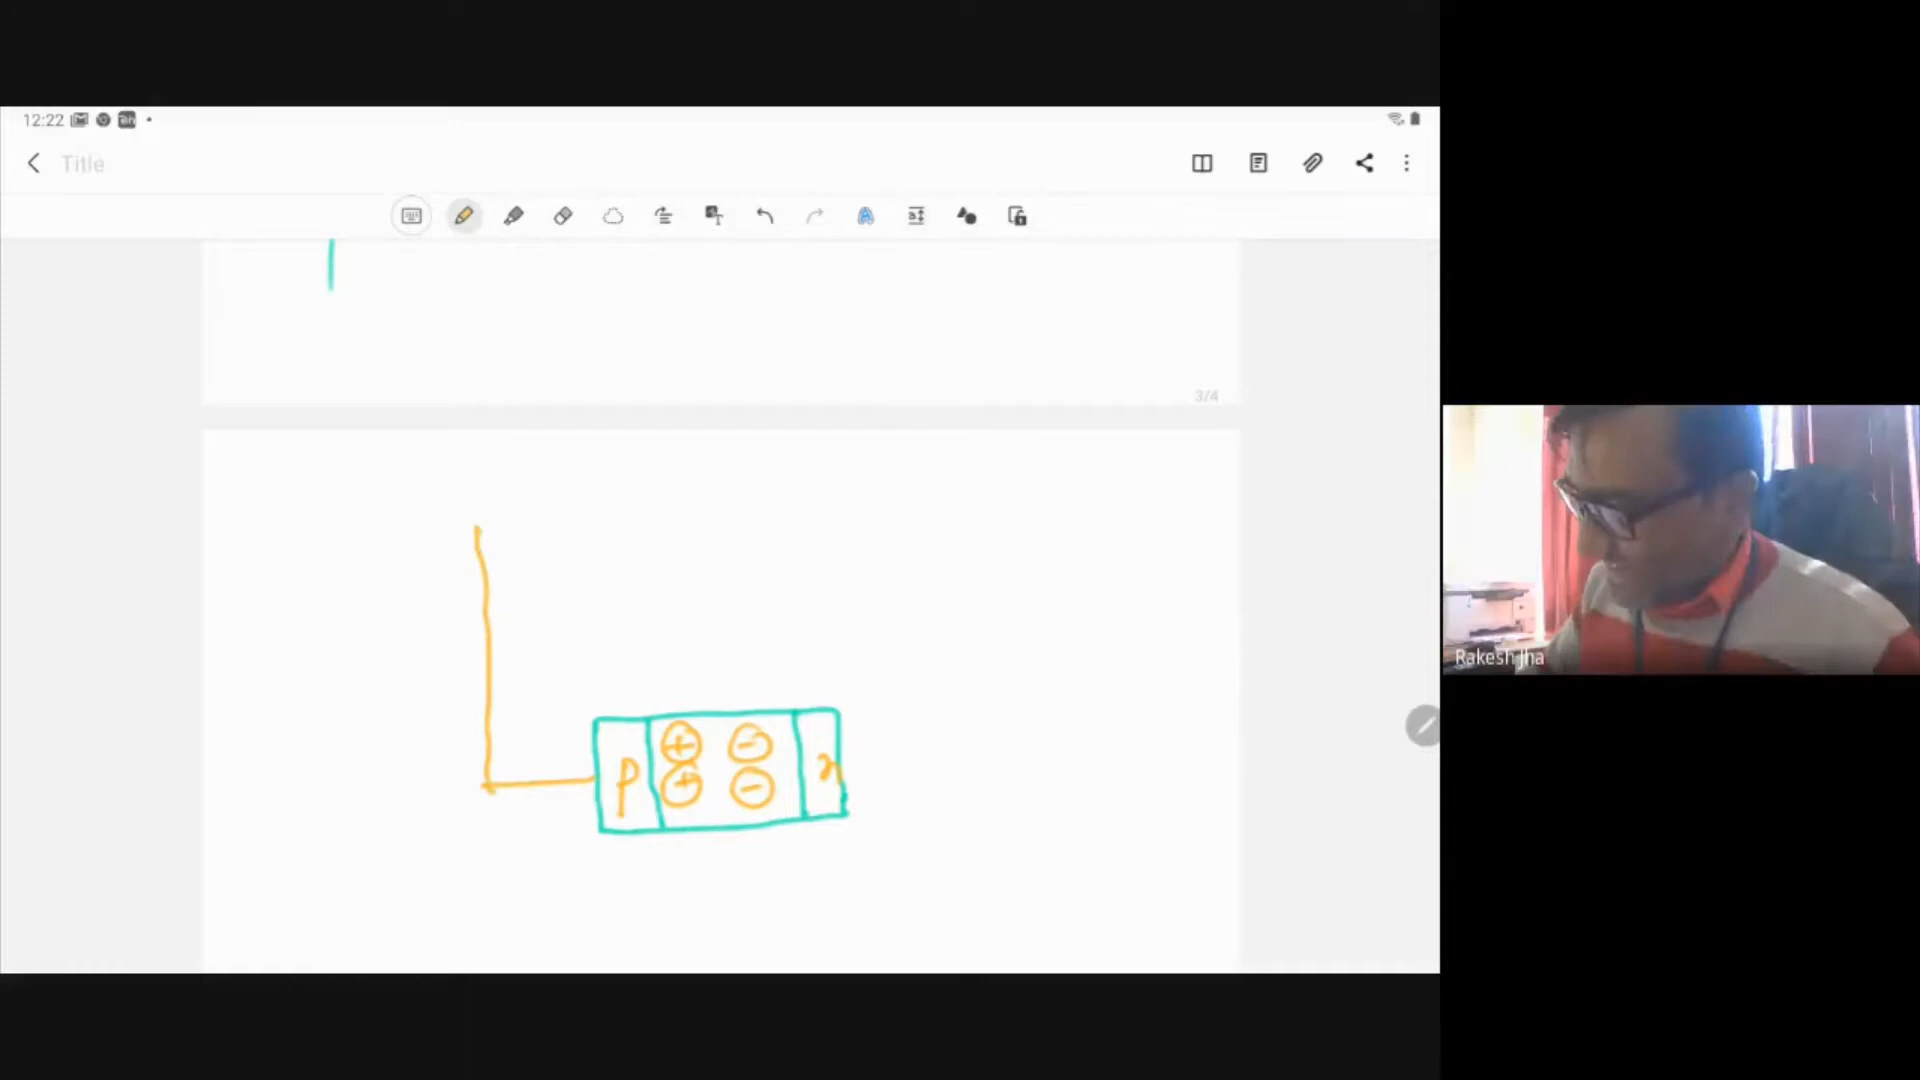 12:22
Title
3/4
p + − n
+ −
Rakesh Jha